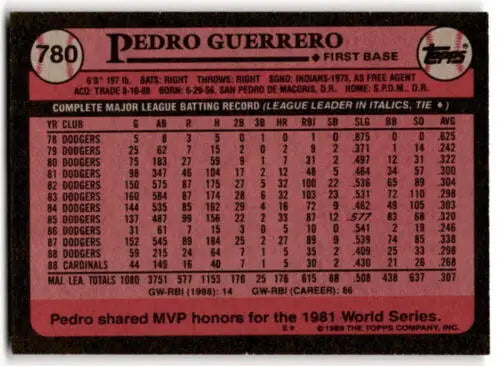 780
PEDRO GUERRERO
FIRST BASE
Topps
6'0" 197 lb. BATS: RIGHT THROWS: RIGHT SGND: INDIANS-1973, AS FREE AGENT
ACQ: TRADE 8-16-88 BORN: 6-29-56, SAN PEDRO DE MACORIS, D.R. HOME: S.P.D.M., D.R.
COMPLETE MAJOR LEAGUE BATTING RECORD (LEAGUE LEADER IN ITALICS, TIE ♦)
YR CLUB G AB R H 2B 3B HR RBI SB SLG BB SO AVG
78 DODGERS 5 8 3 5 0 1 0 1 0 .875 0 0 .625
79 DODGERS 25 62 7 15 2 0 2 9 2 .371 1 14 .242
80 DODGERS 75 183 27 59 9 1 7 31 2 .497 12 31 .322
81 DODGERS 98 347 46 104 17 2 12 48 5 .464 34 57 .300
82 DODGERS 150 575 87 175 27 5 32 100 22 .536 65 89 .304
83 DODGERS 160 584 87 174 28 6 32 103 23 .531 72 110 .298
84 DODGERS 144 535 85 162 29 4 16 72 9 .462 49 105 .303
85 DODGERS 137 487 99 156 22 2 33 87 12 .577 83 68 .320
86 DODGERS 31 61 7 15 3 0 5 10 0 .541 2 19 .246
87 DODGERS 152 545 89 184 25 2 27 89 9 .539 74 85 .338
88 DODGERS 59 215 24 64 7 1 5 35 2 .409 25 33 .298
88 CARDINALS 44 149 16 40 7 1 5 30 2 .430 21 26 .268
MAJ. LEA. TOTALS 1080 3751 577 1153 176 25 176 615 88 .508 438 637 .307
GW-RBI (1988): 14 GW-RBI (CAREER): 86
Pedro shared MVP honors for the 1981 World Series.
© 1989 THE TOPPS COMPANY, INC.